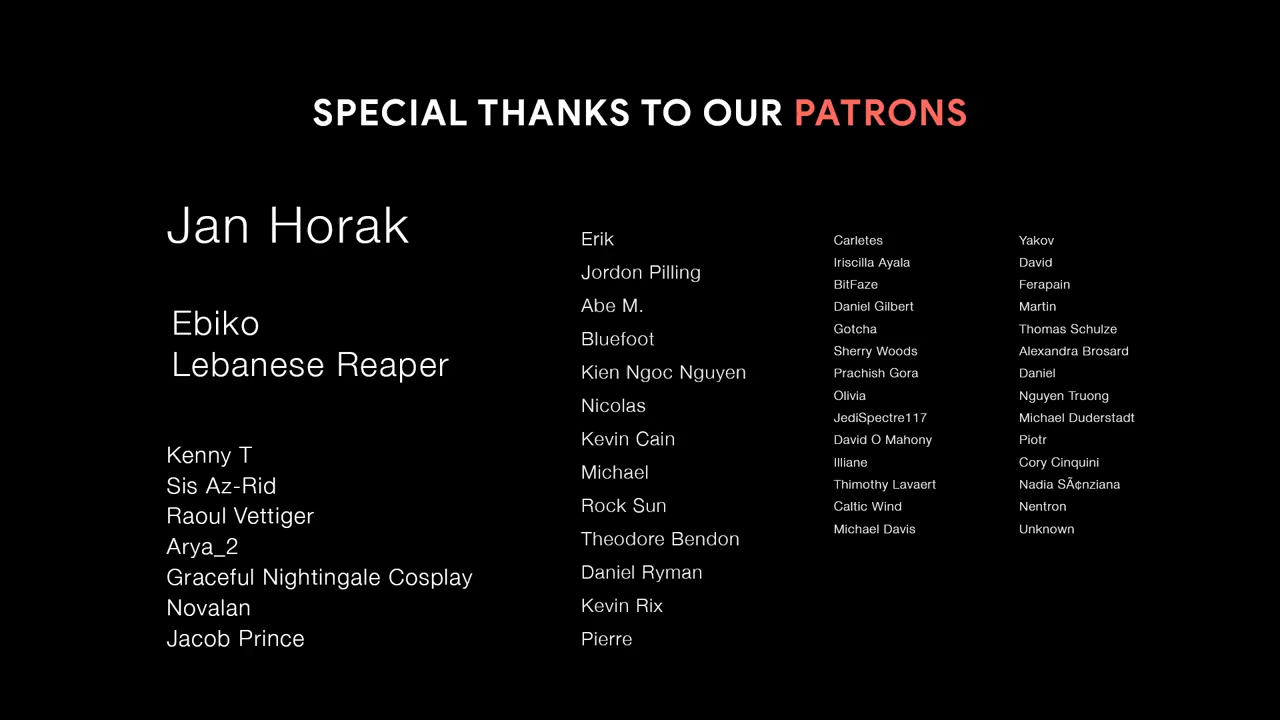 SPECIAL THANKS TO OUR PATRONS
Jan Horak
Ebiko
Lebanese Reaper
Kenny T
Sis Az-Rid
Raoul Vettiger
Arya_2
Graceful Nightingale Cosplay
Novalan
Jacob Prince
Erik
Jordon Pilling
Abe M.
Bluefoot
Kien Ngoc Nguyen
Nicolas
Kevin Cain
Michael
Rock Sun
Theodore Bendon
Daniel Ryman
Kevin Rix
Pierre
Carletes
Iriscilla Ayala
BitFaze
Daniel Gilbert
Gotcha
Sherry Woods
Prachish Gora
Olivia
JediSpectre117
David O Mahony
Illiane
Thimothy Lavaert
Caltic Wind
Michael Davis
Yakov
David
Ferapain
Martin
Thomas Schulze
Alexandra Brosard
Daniel
Nguyen Truong
Michael Duderstadt
Piotr
Cory Cinquini
Nadia SÃ¢nziana
Nentron
Unknown